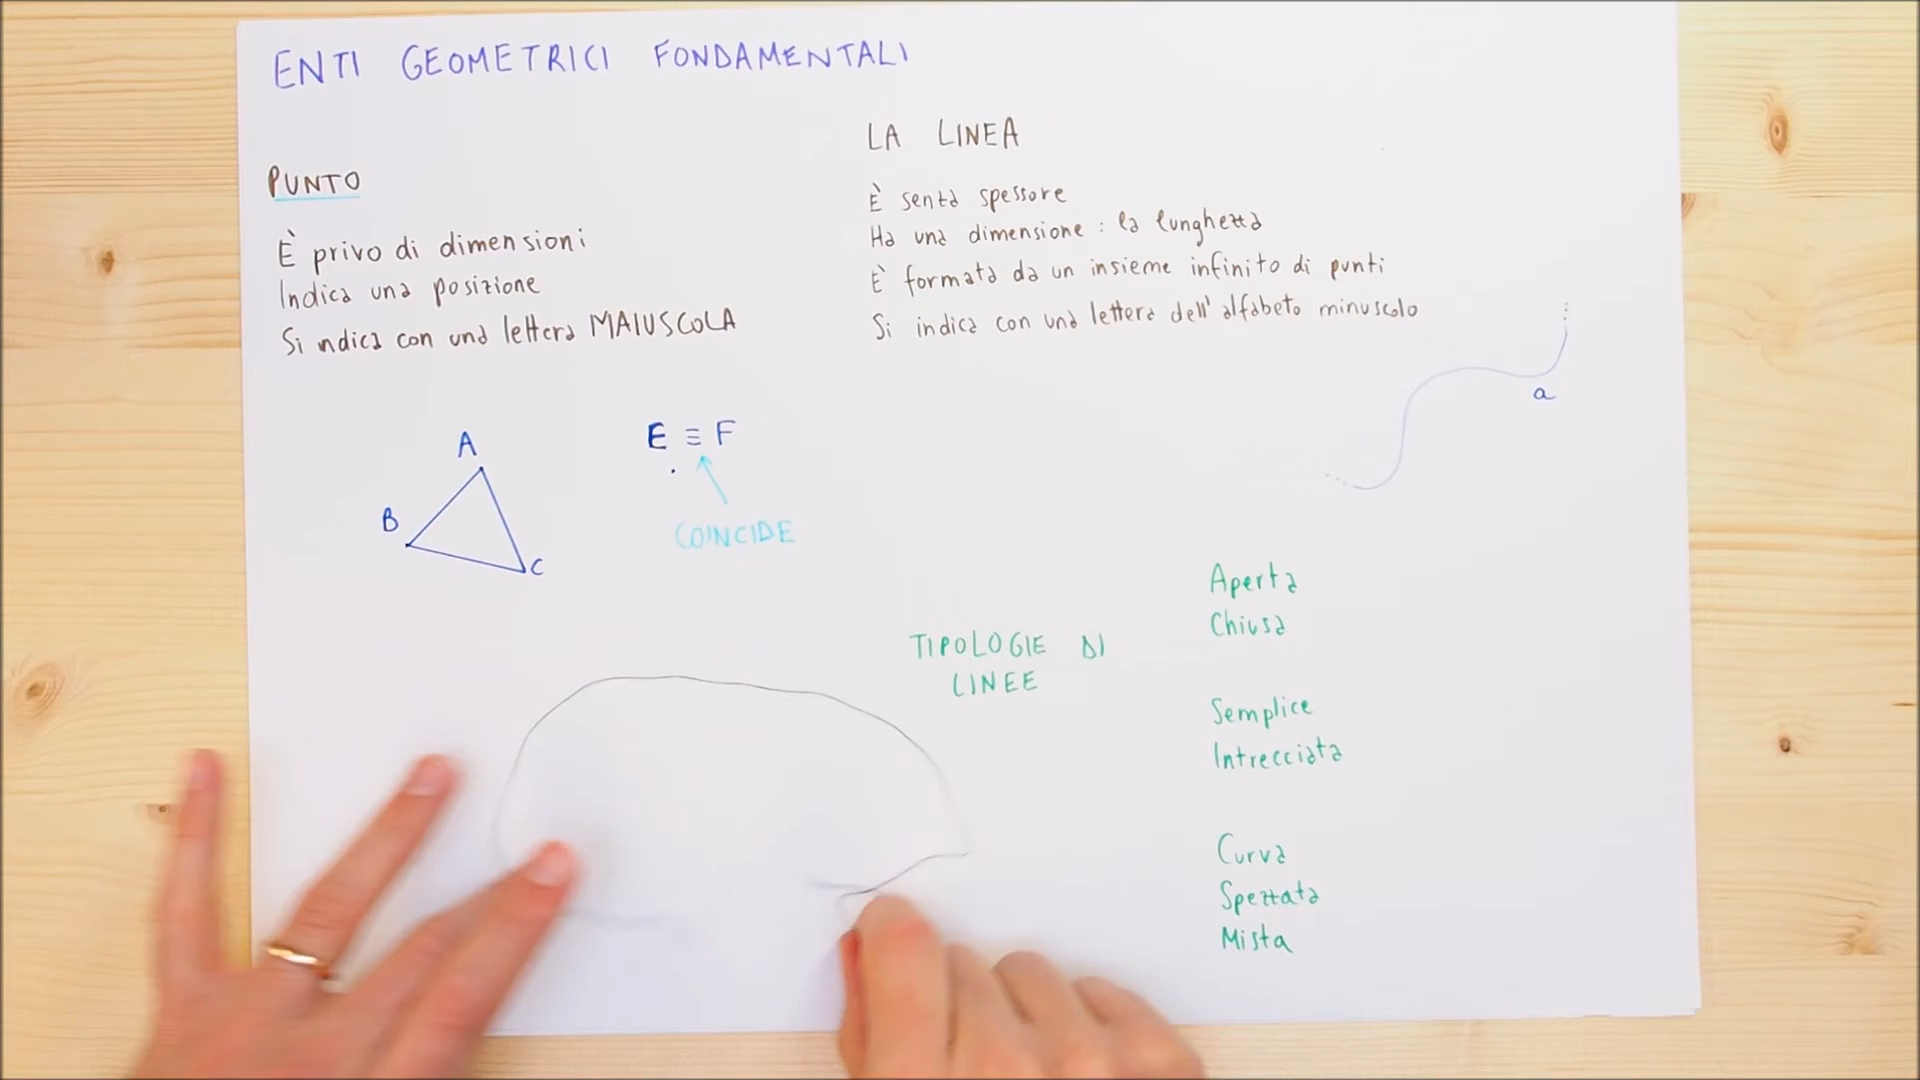 ENTI GEOMETRICI FONDAMENTALI
PUNTO
È privo di dimensioni
Indica una posizione
Si indica con una lettera MAIUSCOLA
A
B
C
E ≡ F
COINCIDE
LA LINEA
È senza spessore
Ha una dimensione : la lunghezza
E' formata da un insieme infinito di punti
Si indica con una lettera dell'alfabeto minuscolo
a
TIPOLOGIE DI
LINEE
Aperta
Chiusa
Semplice
Intrecciata
Curva
Spezzata
Mista